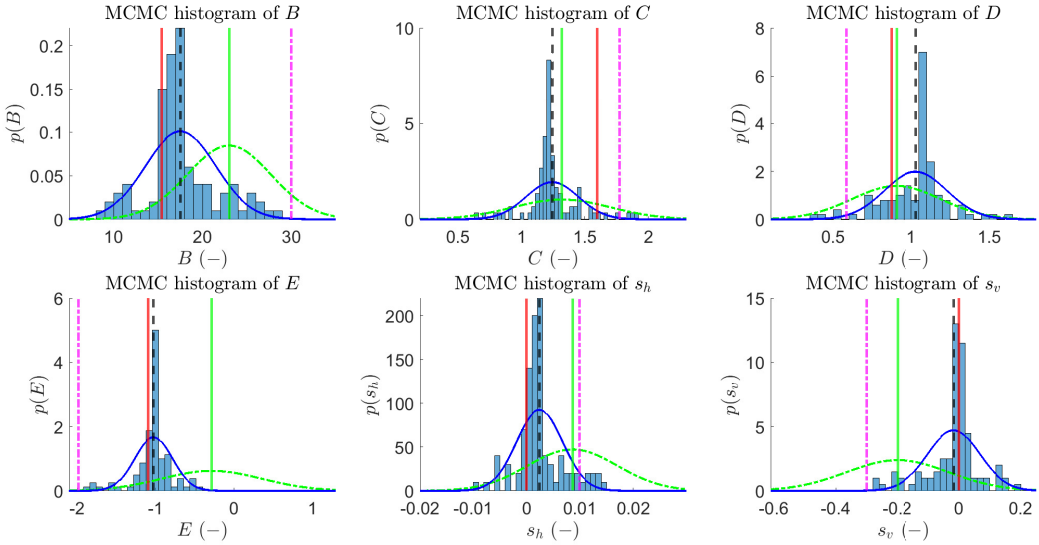 MCMC histogram of B
MCMC histogram of C
MCMC histogram of D
p(B)
0.2
0.15
0.1
0.05
0
10
20
30
B (−)
p(C)
10
5
0
0.5
1
1.5
2
C (−)
p(D)
8
6
4
2
0
0.5
1
1.5
D (−)
MCMC histogram of E
MCMC histogram of s_h
MCMC histogram of s_v
p(E)
6
4
2
0
-2
-1
0
1
E (−)
p(s_h)
200
150
100
50
0
-0.02
-0.01
0
0.01
0.02
s_h (−)
p(s_v)
15
10
5
0
-0.6
-0.4
-0.2
0
0.2
s_v (−)